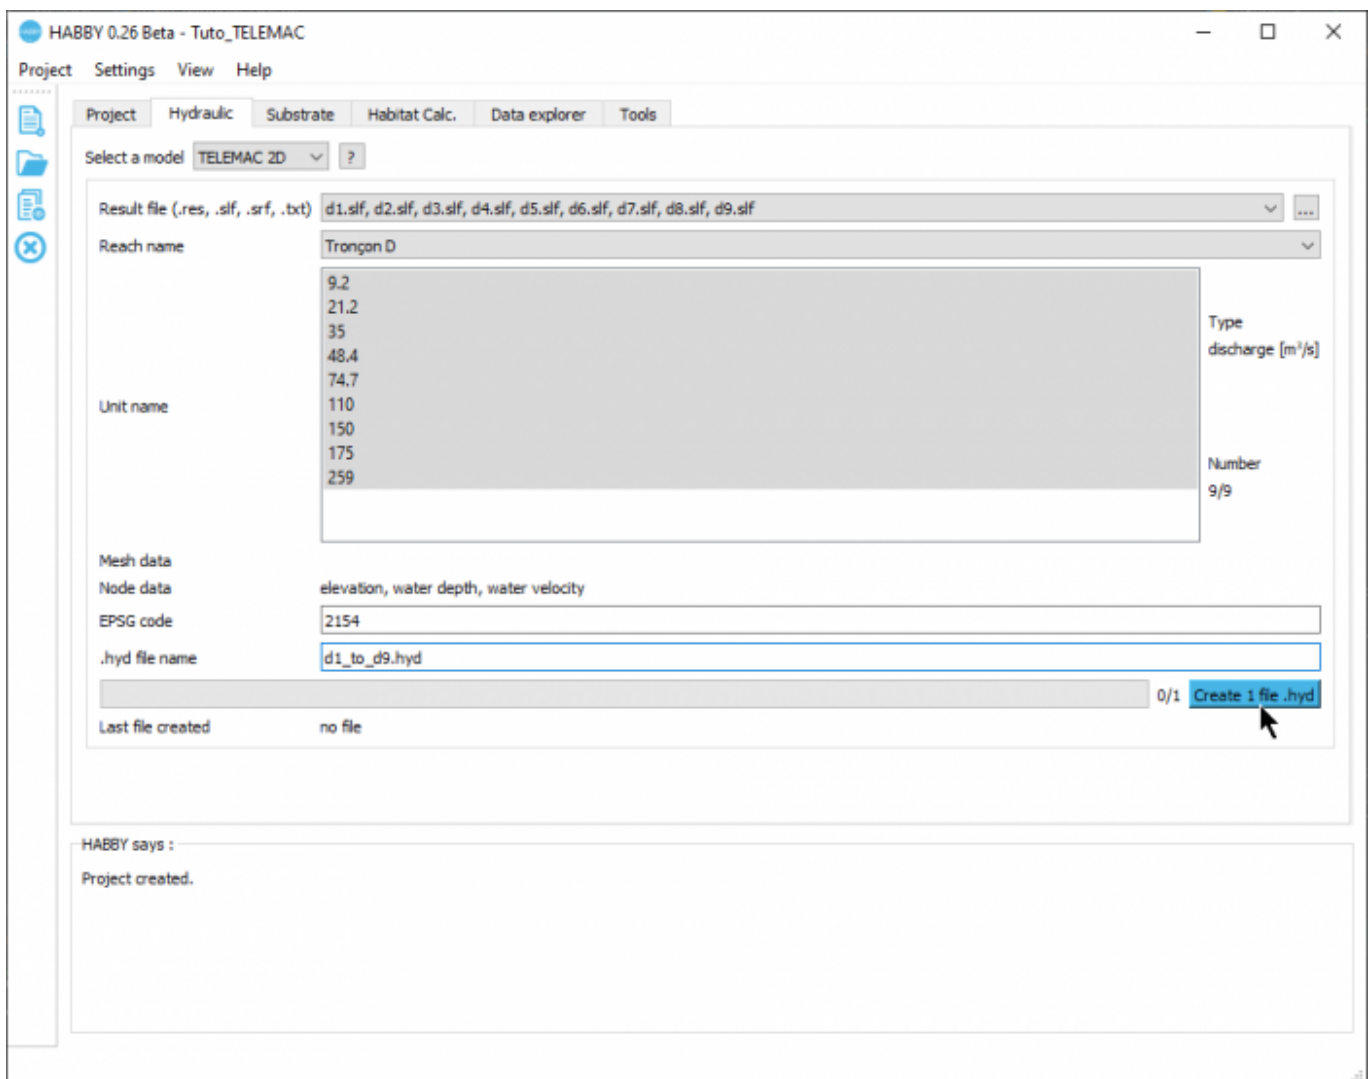 HABBY 0.26 Beta - Tuto_TELEMAC
Project Settings View Help
Project Hydraulic Substrate Habitat Calc. Data explorer Tools
Select a model TELEMAC 2D ?
Result file (.res, .slf, .srf, .txt) d1.slf, d2.slf, d3.slf, d4.slf, d5.slf, d6.slf, d7.slf, d8.slf, d9.slf ...
Reach name Tronçon D
9.2
21.2
35
48.4
74.7
110
150
175
259
Unit name
Type
discharge [m³/s]
Number
9/9
Mesh data
Node data elevation, water depth, water velocity
EPSG code 2154
.hyd file name d1_to_d9.hyd
0/1 Create 1 file .hyd
Last file created no file
HABBY says :
Project created.